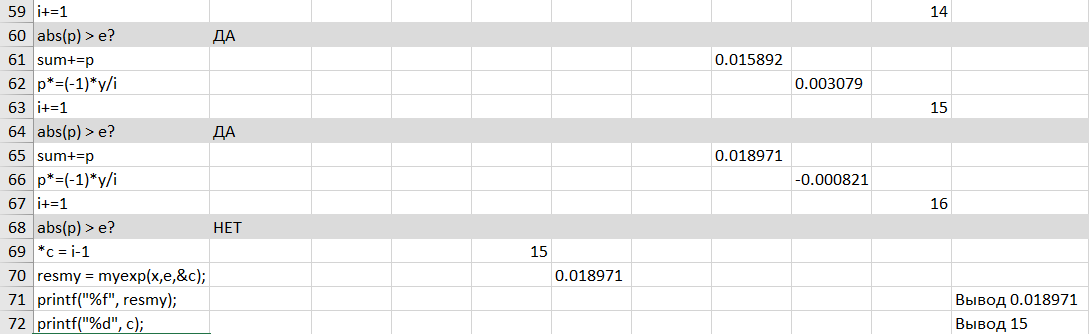 59 i+=1 14
60 abs(p) > e? ДА
61 sum+=p 0.015892
62 p*=(-1)*y/i 0.003079
63 i+=1 15
64 abs(p) > e? ДА
65 sum+=p 0.018971
66 p*=(-1)*y/i -0.000821
67 i+=1 16
68 abs(p) > e? НЕТ
69 *c = i-1 15
70 resmy = myexp(x,e,&c); 0.018971
71 printf("%f", resmy); Вывод 0.018971
72 printf("%d", c); Вывод 15